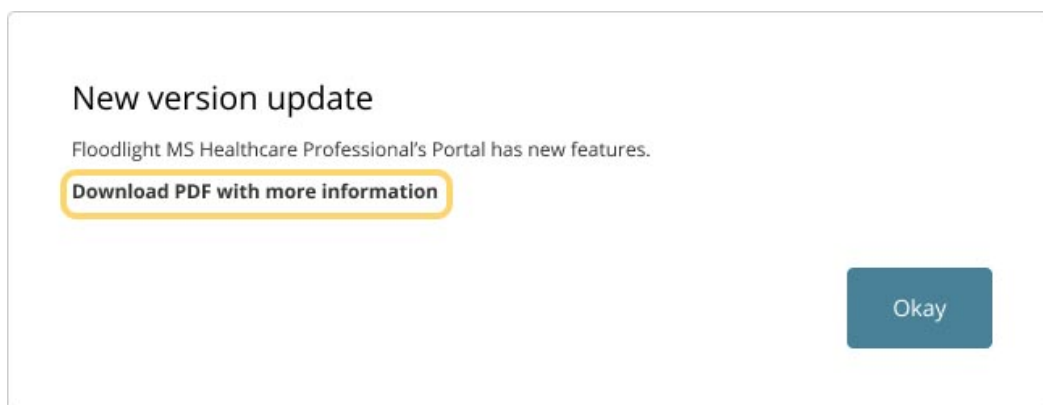 New version update
Floodlight MS Healthcare Professional’s Portal has new features.
Download PDF with more information
Okay